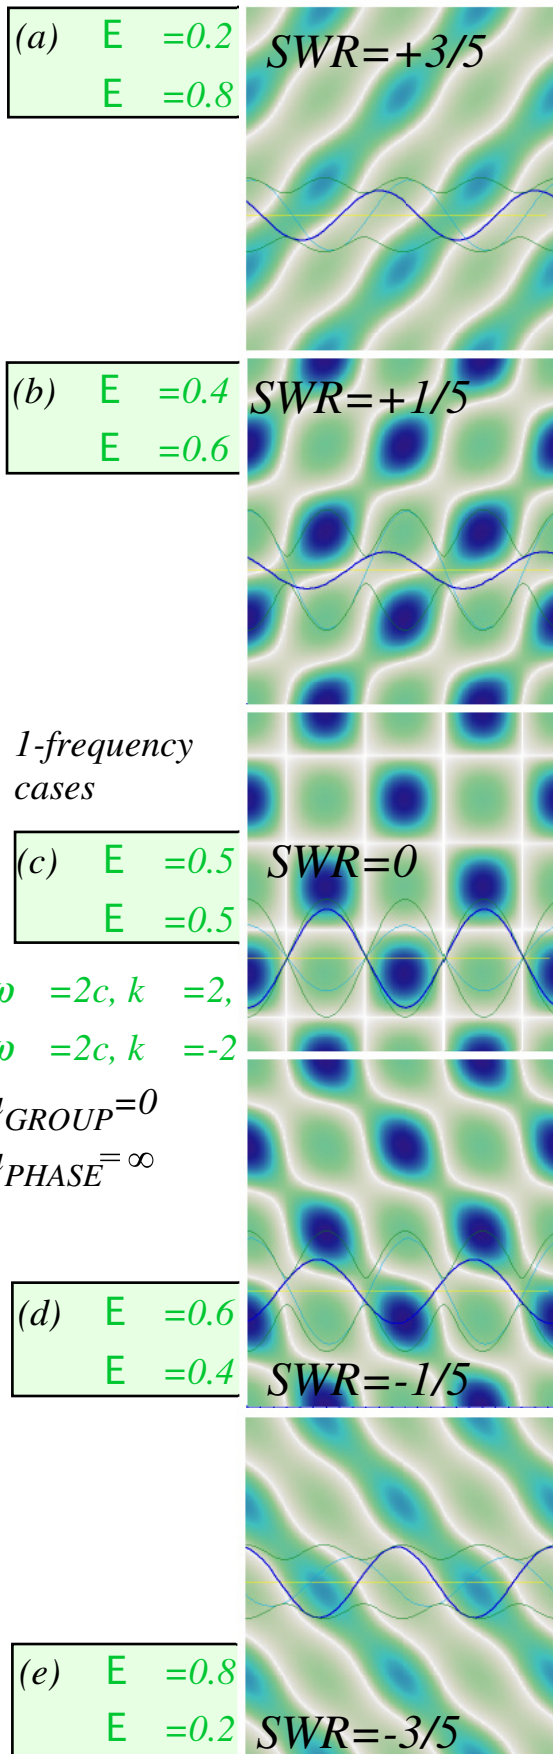 (a) E =0.2
E =0.8
SWR=+3/5
(b) E =0.4
E =0.6
SWR=+1/5
1-frequency
cases
(c) E =0.5
E =0.5
SWR=0
ω =2c, k =2,
ω =2c, k =-2
GROUP=0
PHASE=∞
(d) E =0.6
E =0.4
SWR=-1/5
(e) E =0.8
E =0.2
SWR=-3/5